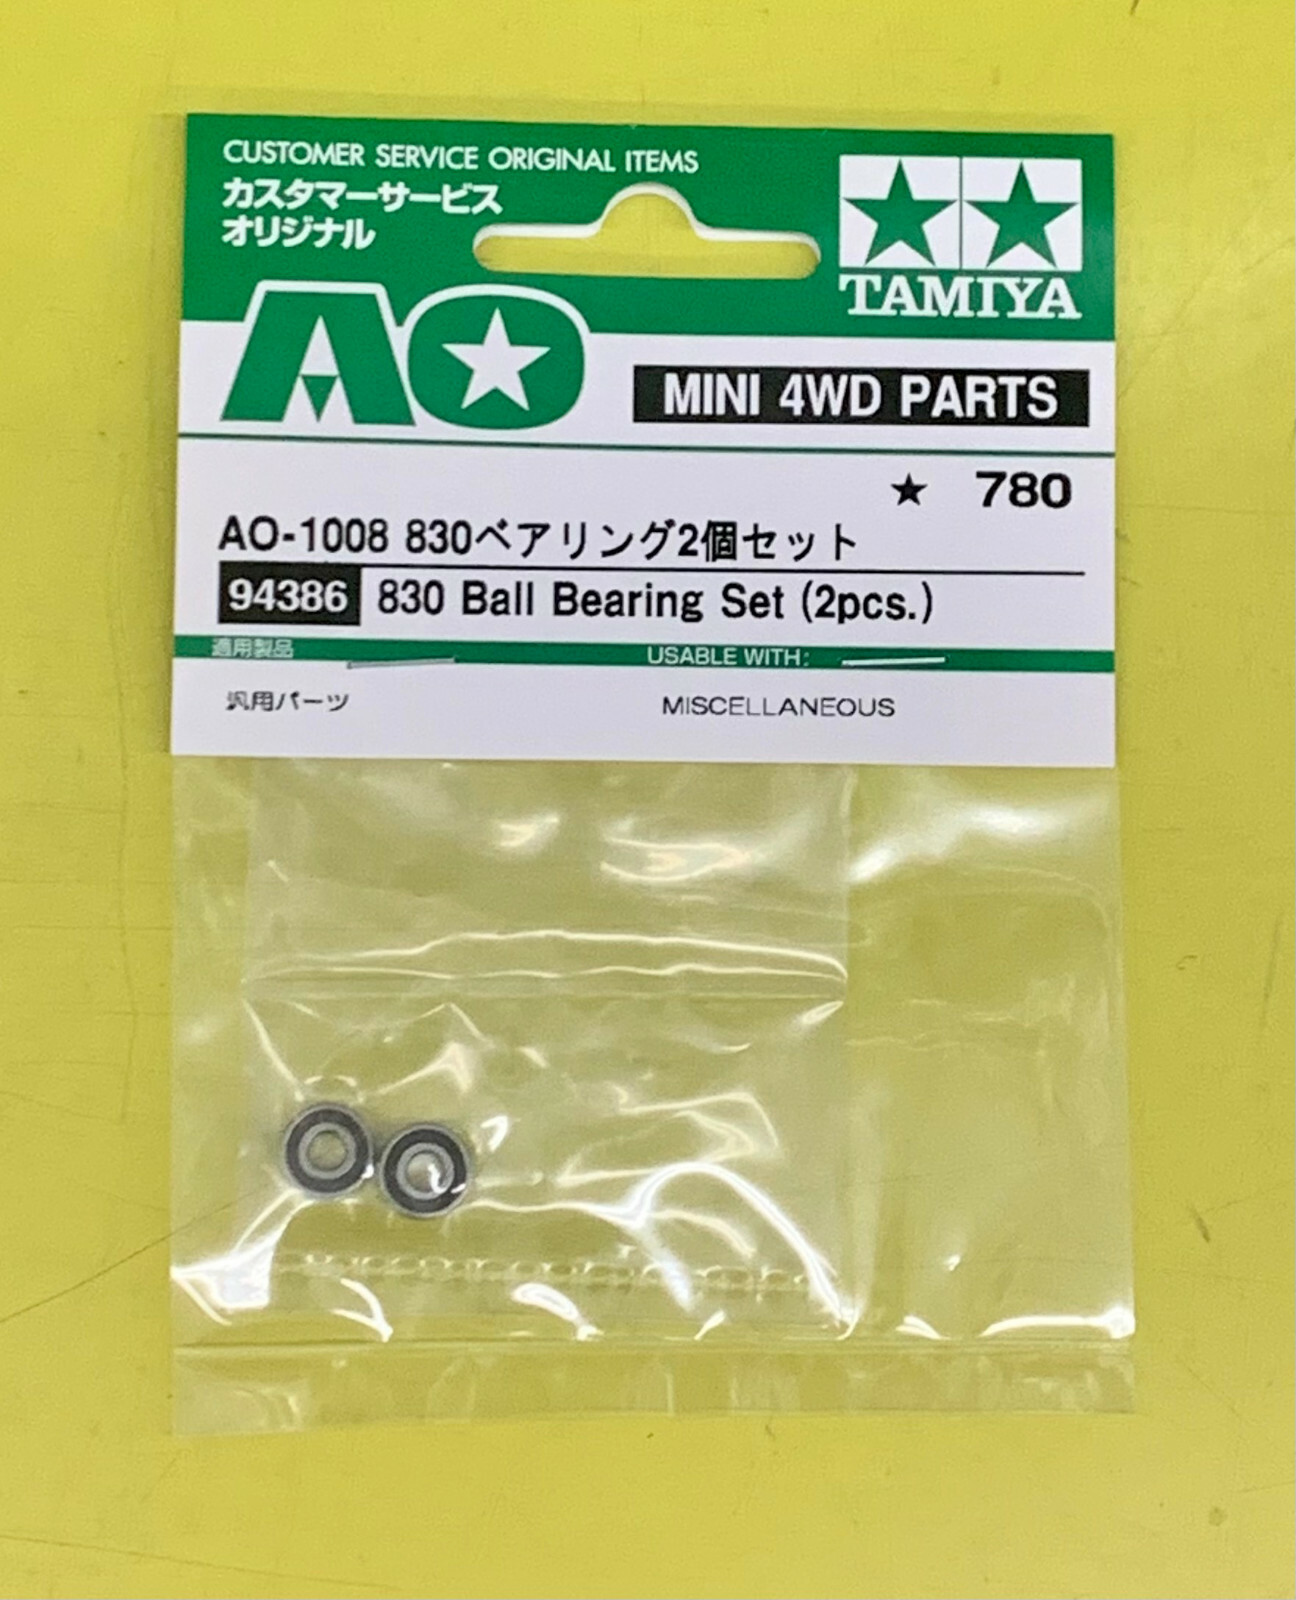 CUSTOMER SERVICE ORIGINAL ITEMS
カスタマーサービス
オリジナル
TAMIYA
AO
MINI 4WD PARTS
★ 780
AO-1008 830ベアリング2個セット
94386 830 Ball Bearing Set (2pcs.)
適用製品 USABLE WITH:
汎用パーツ MISCELLANEOUS